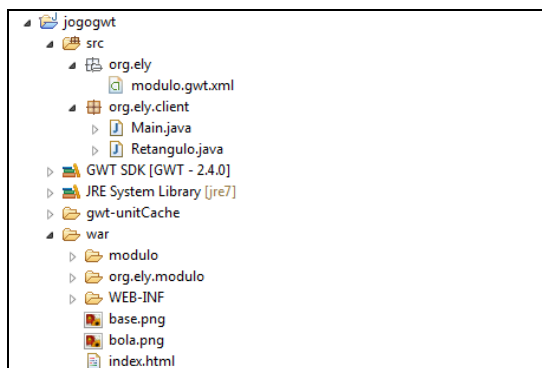 jogogwt
src
org.ely
modulo.gwt.xml
org.ely.client
Main.java
Retangulo.java
GWT SDK [GWT - 2.4.0]
JRE System Library [jre7]
gwt-unitCache
war
modulo
org.ely.modulo
WEB-INF
base.png
bola.png
index.html